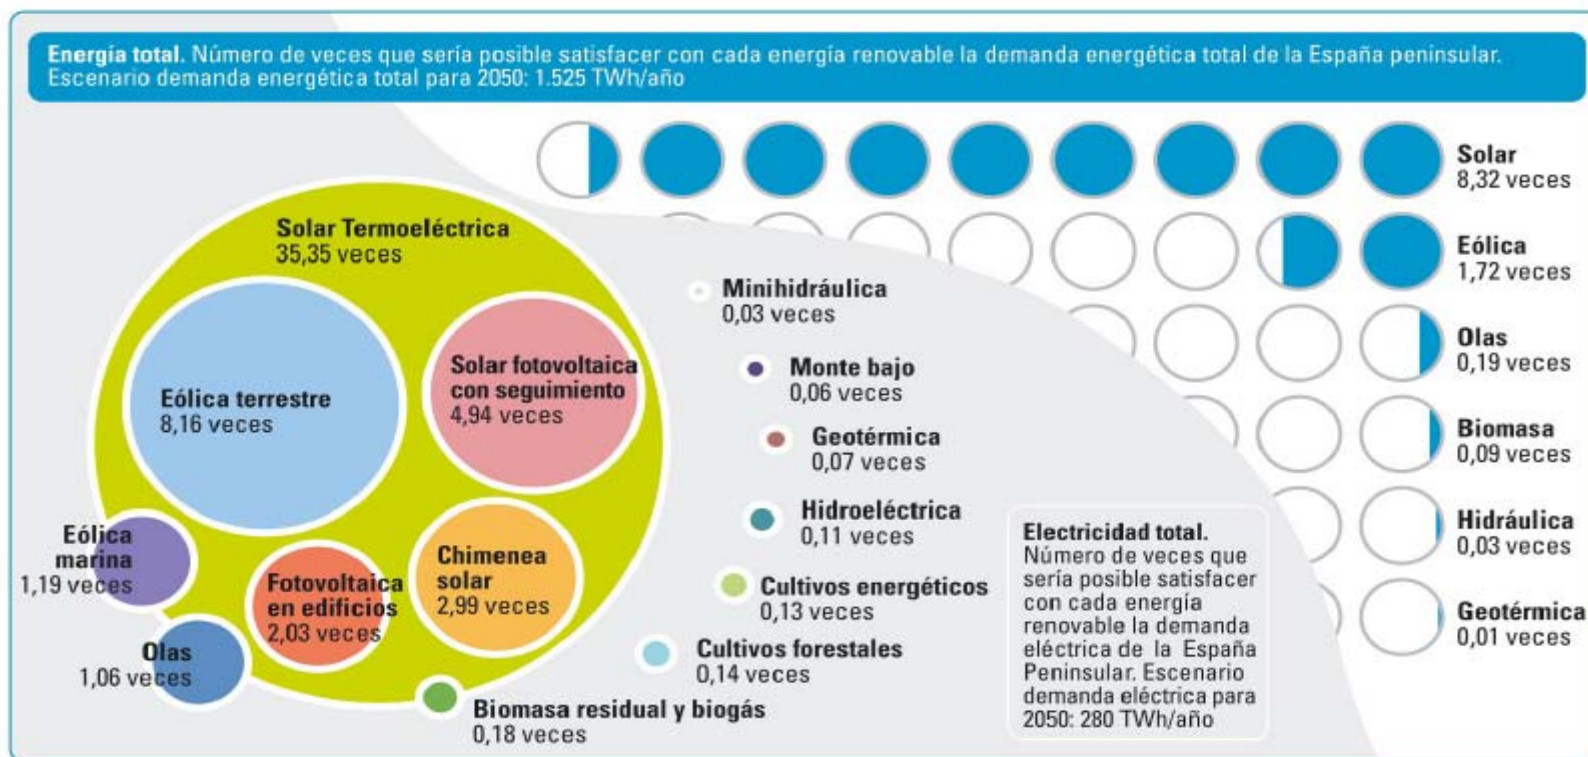 Energía total. Número de veces que sería posible satisfacer con cada energía renovable la demanda energética total de la España peninsular.
Escenario demanda energética total para 2050: 1.525 TWh/año
Solar
8,32 veces
Eólica
1,72 veces
Olas
0,19 veces
Biomasa
0,09 veces
Hidráulica
0,03 veces
Geotérmica
0,01 veces
Solar Termoeléctrica
35,35 veces
Eólica terrestre
8,16 veces
Solar fotovoltaica
con seguimiento
4,94 veces
Eólica
marina
1,19 veces
Fotovoltaica
en edificios
2,03 veces
Chimenea
solar
2,99 veces
Olas
1,06 veces
Minihidráulica
0,03 veces
Monte bajo
0,06 veces
Geotérmica
0,07 veces
Hidroeléctrica
0,11 veces
Cultivos energéticos
0,13 veces
Cultivos forestales
0,14 veces
Biomasa residual y biogás
0,18 veces
Electricidad total.
Número de veces que
sería posible satisfacer
con cada energía
renovable la demanda
eléctrica de la España
Peninsular. Escenario
demanda eléctrica para
2050: 280 TWh/año